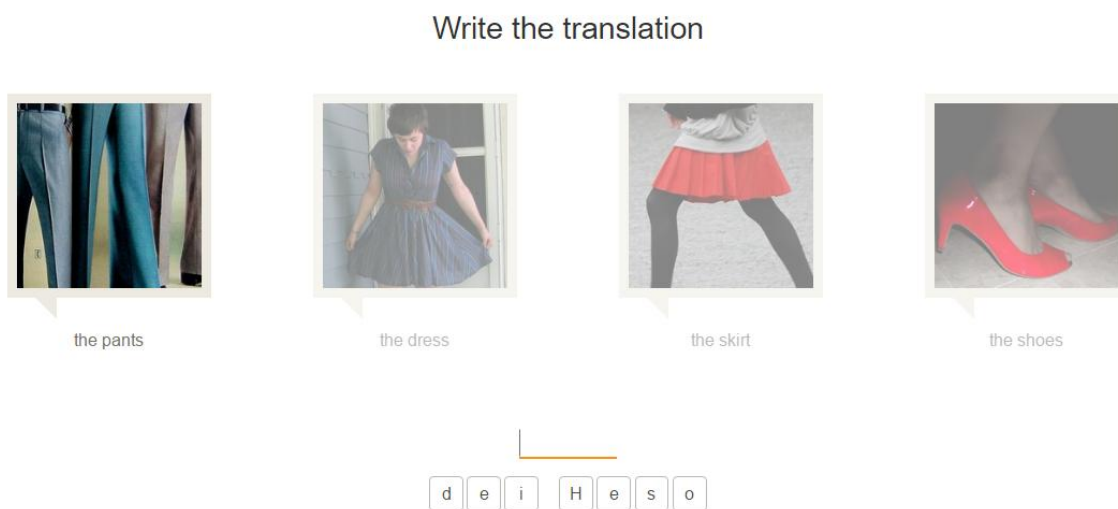 Write the translation
the pants
the dress
the skirt
the shoes
d e i H e s o